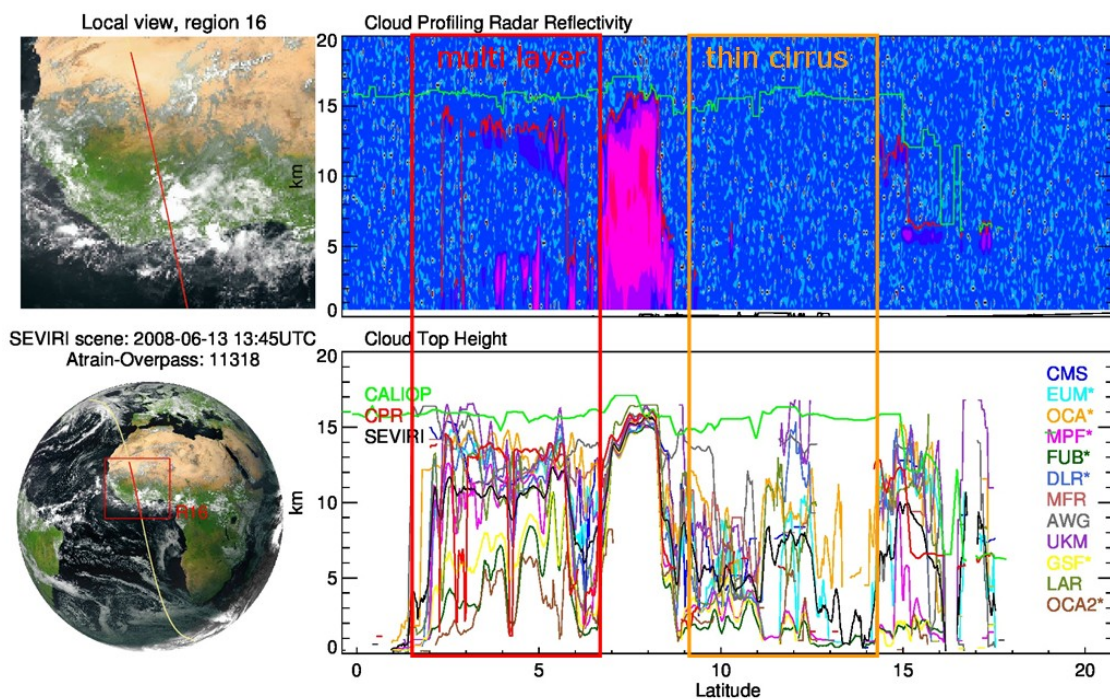 Local view, region 16
Cloud Profiling Radar Reflectivity
20
15
10
5
0
km
multi layer
thin cirrus
SEVIRI scene: 2008-06-13 13:45UTC
Atrain-Overpass: 11318
R16
Cloud Top Height
20
15
10
5
0
km
CALIOP
CPR
SEVIRI
CMS
EUM*
OCA*
MPF*
FUB*
DLR*
MFR
AWG
UKM
GSF*
LAR
OCA2*
0 5 10 15 20
Latitude